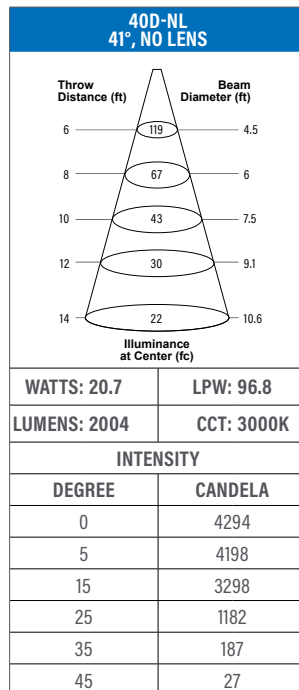 40D-NL
41°, NO LENS
Throw Distance (ft)
Beam Diameter (ft)
6 119 4.5
8 67 6
10 43 7.5
12 30 9.1
14 22 10.6
Illuminance
at Center (fc)
WATTS: 20.7 LPW: 96.8
LUMENS: 2004 CCT: 3000K
INTENSITY
DEGREE CANDELA
0 4294
5 4198
15 3298
25 1182
35 187
45 27